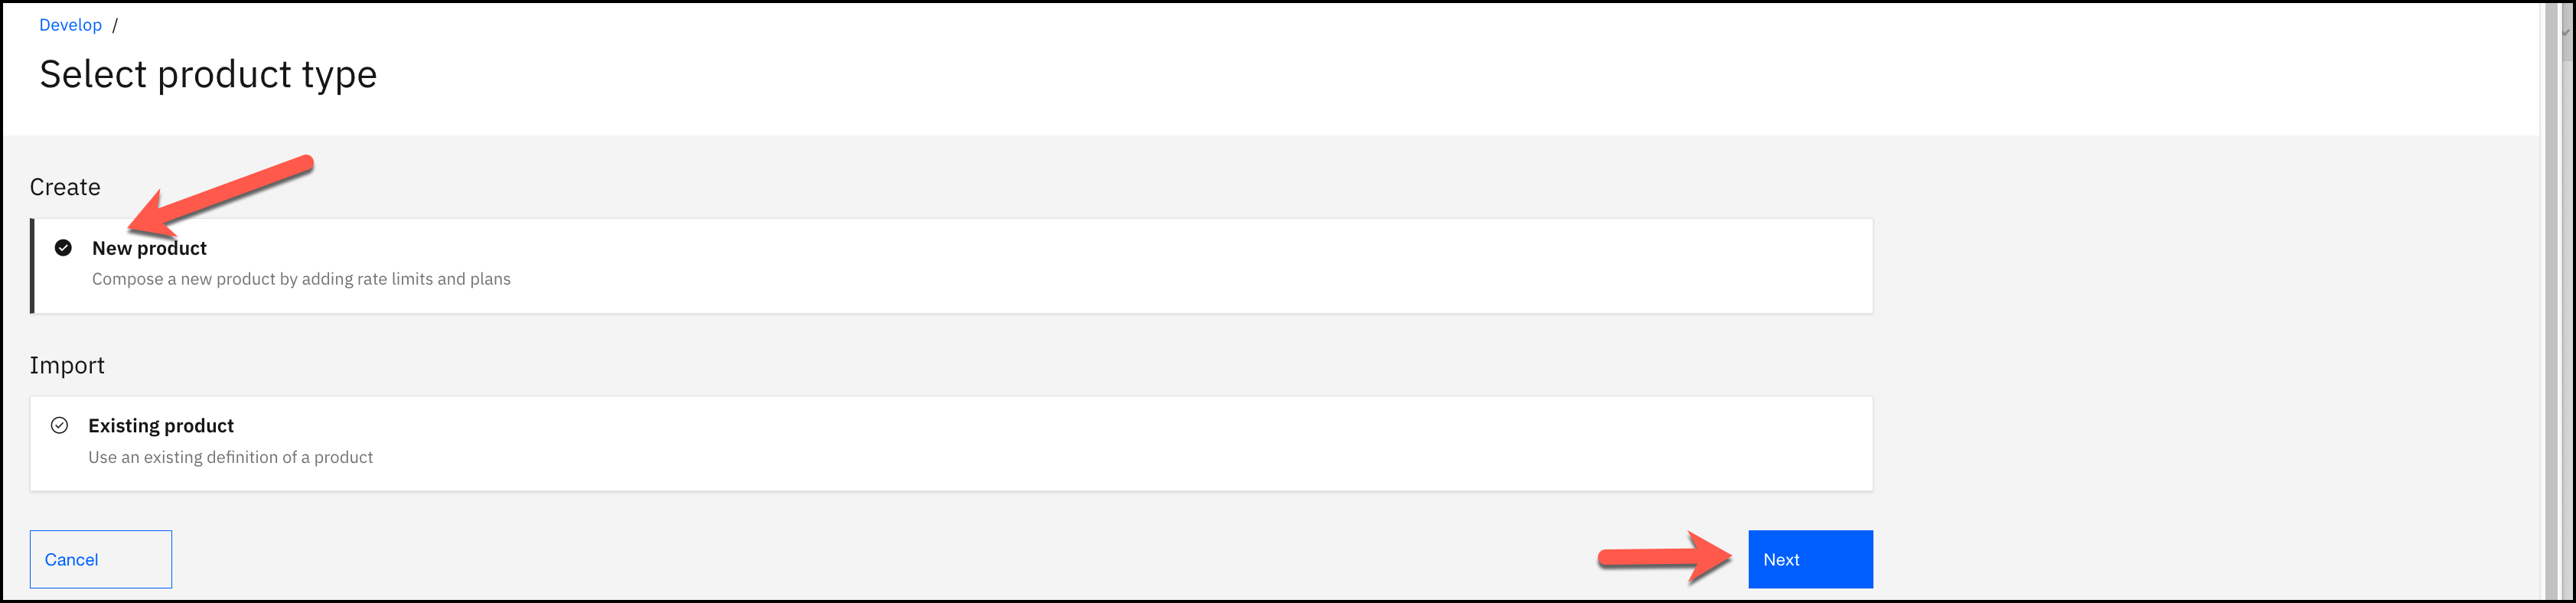 Develop /
Select product type
Create
New product
Compose a new product by adding rate limits and plans
Import
Existing product
Use an existing definition of a product
Cancel
Next